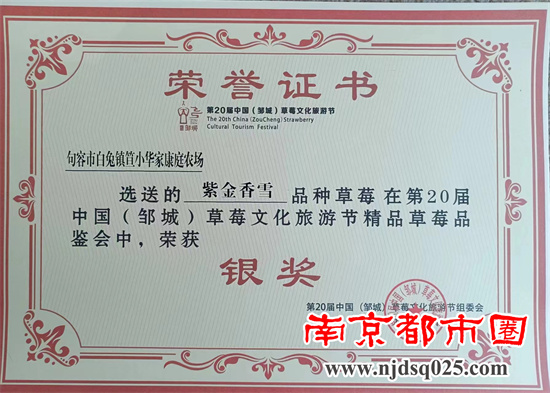 荣誉证书
第20届中国(邹城)草莓文化旅游节
The 20th China (ZouCheng) Strawberry
Cultural Tourism Festival
句容市白兔镇笪小华家康庭农场
选送的 紫金香雪 品种草莓在第20届
中国(邹城)草莓文化旅游节精品草莓品
鉴会中,荣获
银奖
第20届中国(邹城)草莓文化旅游节组委会
南京都市圈
www.njdsq025.com